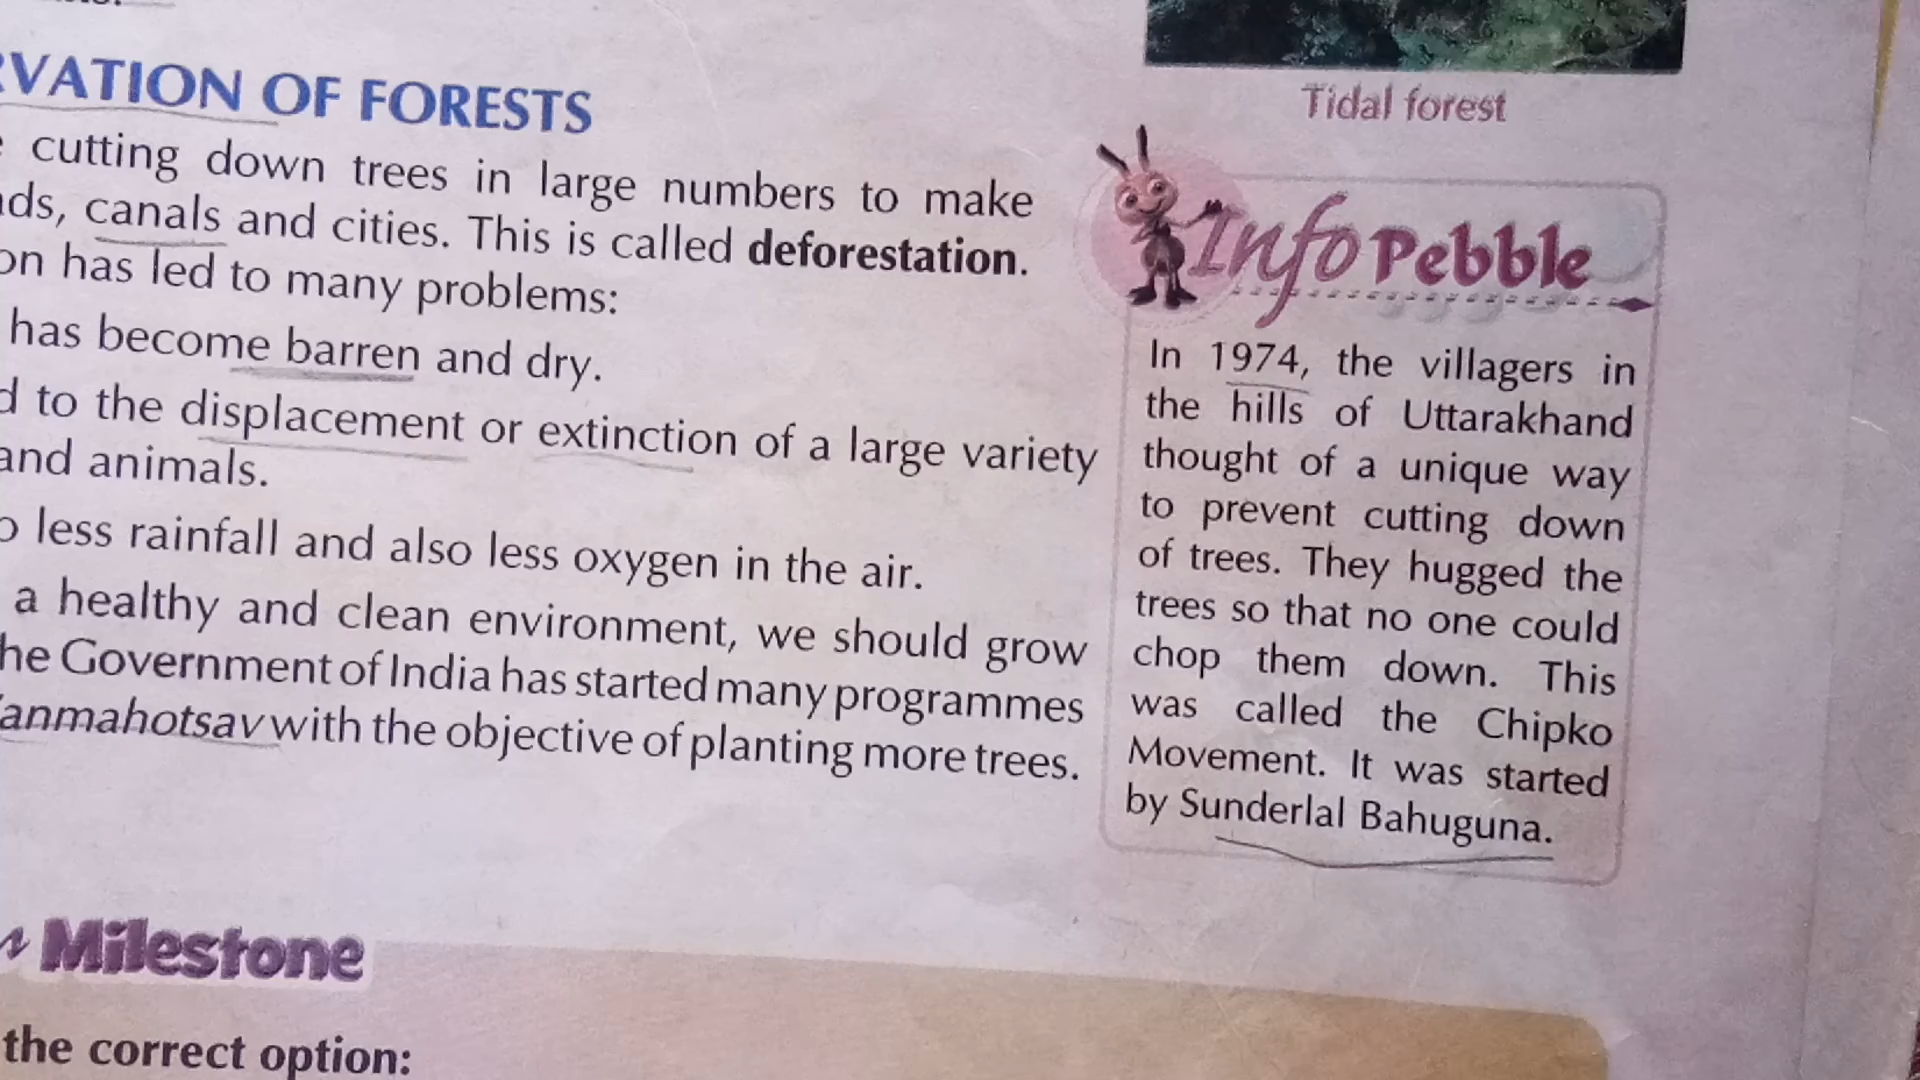 RVATION OF FORESTS
cutting down trees in large numbers to make
ds, canals and cities. This is called deforestation.
on has led to many problems:
has become barren and dry.
d to the displacement or extinction of a large variety
and animals.
o less rainfall and also less oxygen in the air.
a healthy and clean environment, we should grow
he Government of India has started many programmes
anmahotsav with the objective of planting more trees.
Tidal forest
Info Pebble
In 1974, the villagers in
the hills of Uttarakhand
thought of a unique way
to prevent cutting down
of trees. They hugged the
trees so that no one could
chop them down. This
was called the Chipko
Movement. It was started
by Sunderlal Bahuguna.
Milestone
the correct option: